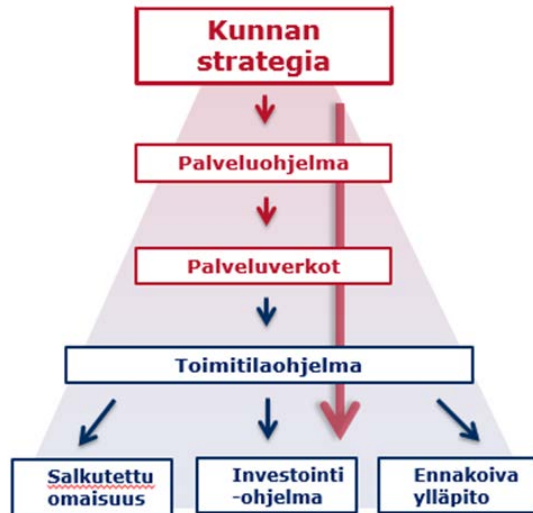 Kunnan
strategia
Palveluohjelma
Palveluverkot
Toimitilaohjelma
Salkutettu
omaisuus
Investointi
-ohjelma
Ennakoiva
ylläpito